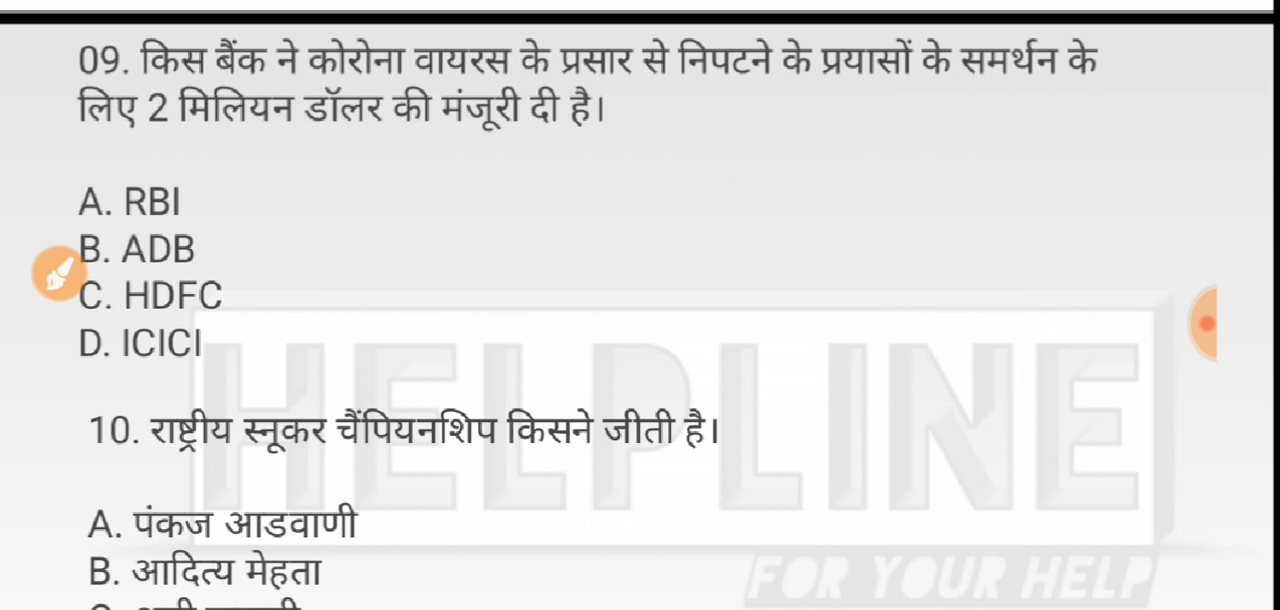 09. किस बैंक ने कोरोना वायरस के प्रसार से निपटने के प्रयासों के समर्थन के
लिए 2 मिलियन डॉलर की मंजूरी दी है।
A. RBI
B. ADB
C. HDFC
D. ICICI
10. राष्ट्रीय स्नूकर चैंपियनशिप किसने जीती है।
A. पंकज आडवाणी
B. आदित्य मेहता
HELPLINE
FOR YOUR HELP